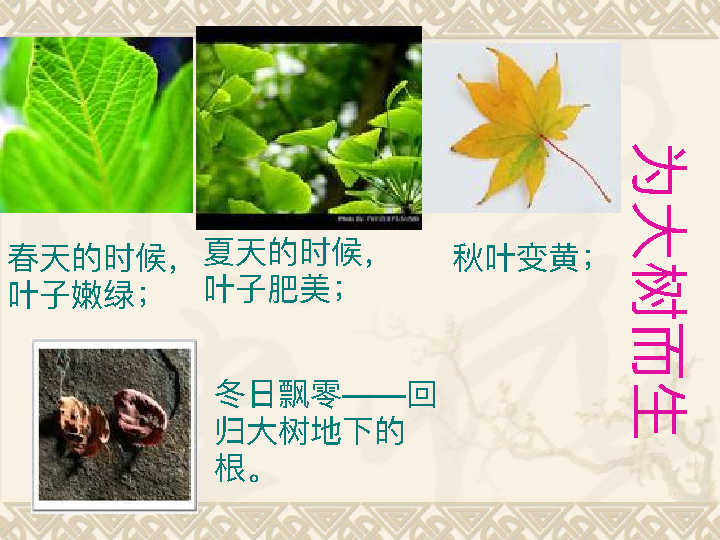 春天的时候，
叶子嫩绿；
夏天的时候，
叶子肥美；
秋叶变黄；
为大树而生
冬日飘零——回
归大树地下的
根。